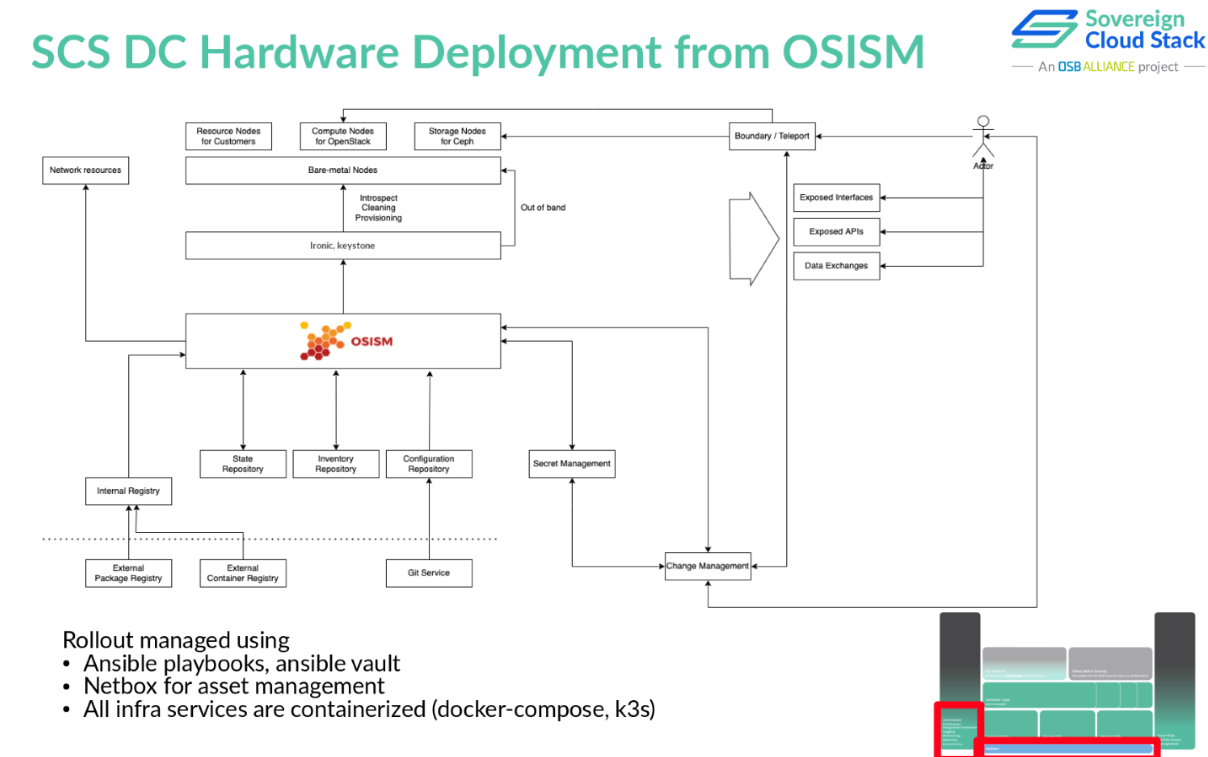 SCS DC Hardware Deployment from OSISM
Sovereign
Cloud Stack
An OSBALLIANCE project
Resource Nodes
for Customers
Compute Nodes
for OpenStack
Storage Nodes
for Ceph
Boundary / Teleport
Actor
Network resources
Bare-metal Nodes
Introspect
Cleaning
Provisioning
Out of band
Exposed Interfaces
Exposed APIs
Data Exchanges
Ironic, keystone
OSISM
State
Repository
Inventory
Repository
Configuration
Repository
Secret Management
Internal Registry
External
Package Registry
External
Container Registry
Git Service
Change Management
Rollout managed using
• Ansible playbooks, ansible vault
• Netbox for asset management
• All infra services are containerized (docker-compose, k3s)